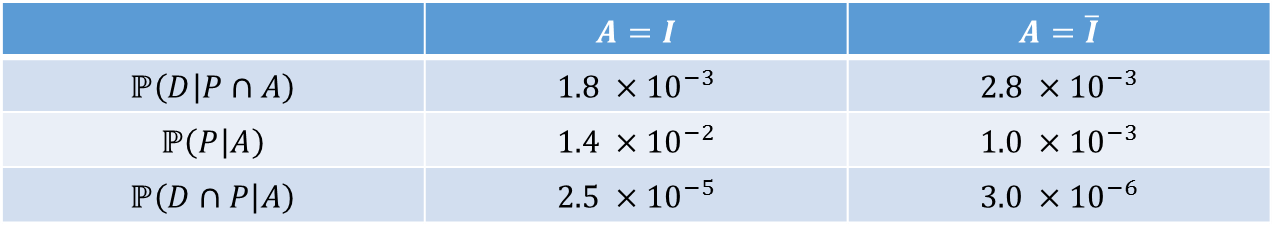 A = I A = Ī
ℙ(D|P ∩ A) 1.8 × 10⁻³ 2.8 × 10⁻³
ℙ(P|A) 1.4 × 10⁻² 1.0 × 10⁻³
ℙ(D ∩ P|A) 2.5 × 10⁻⁵ 3.0 × 10⁻⁶